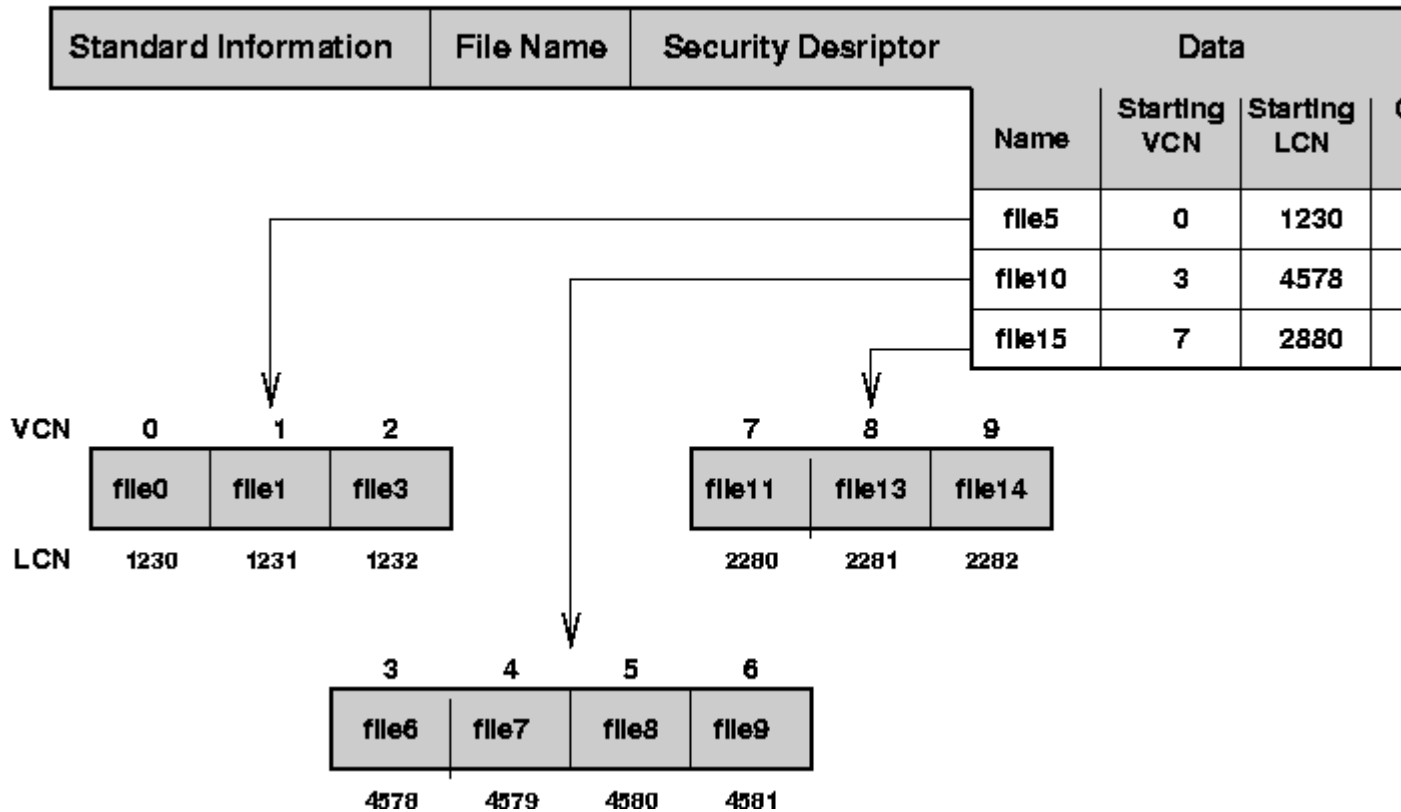 Standard Information File Name Security Desriptor Data
Name Starting VCN Starting LCN
file5 0 1230
file10 3 4578
file15 7 2880
VCN 0 1 2
file0 file1 file3
LCN 1230 1231 1232
7 8 9
file11 file13 file14
2280 2281 2282
3 4 5 6
file6 file7 file8 file9
4578 4579 4580 4581